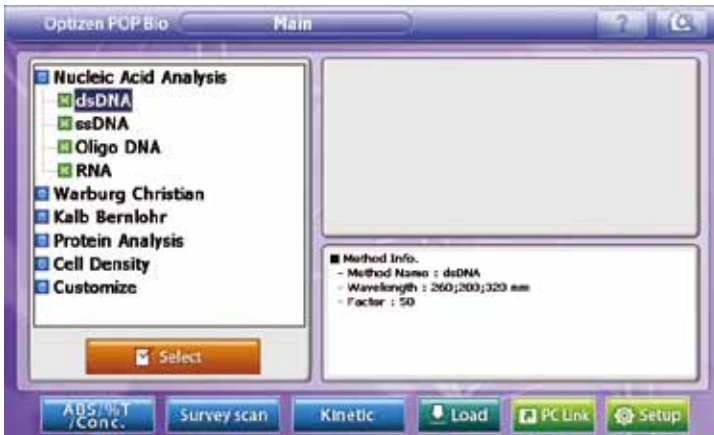 Optizen POP Bio
Main
?
Nucleic Acid Analysis
dsDNA
ssDNA
Oligo DNA
RNA
Warburg Christian
Kalb Bernlohr
Protein Analysis
Cell Density
Customize
Select
Method Info.
- Method Name : dsDNA
- Wavelength : 260;280;320 nm
- Factor : 50
ABS/%T
/Conc.
Survey scan
Kinetic
Load
PC Link
Setup